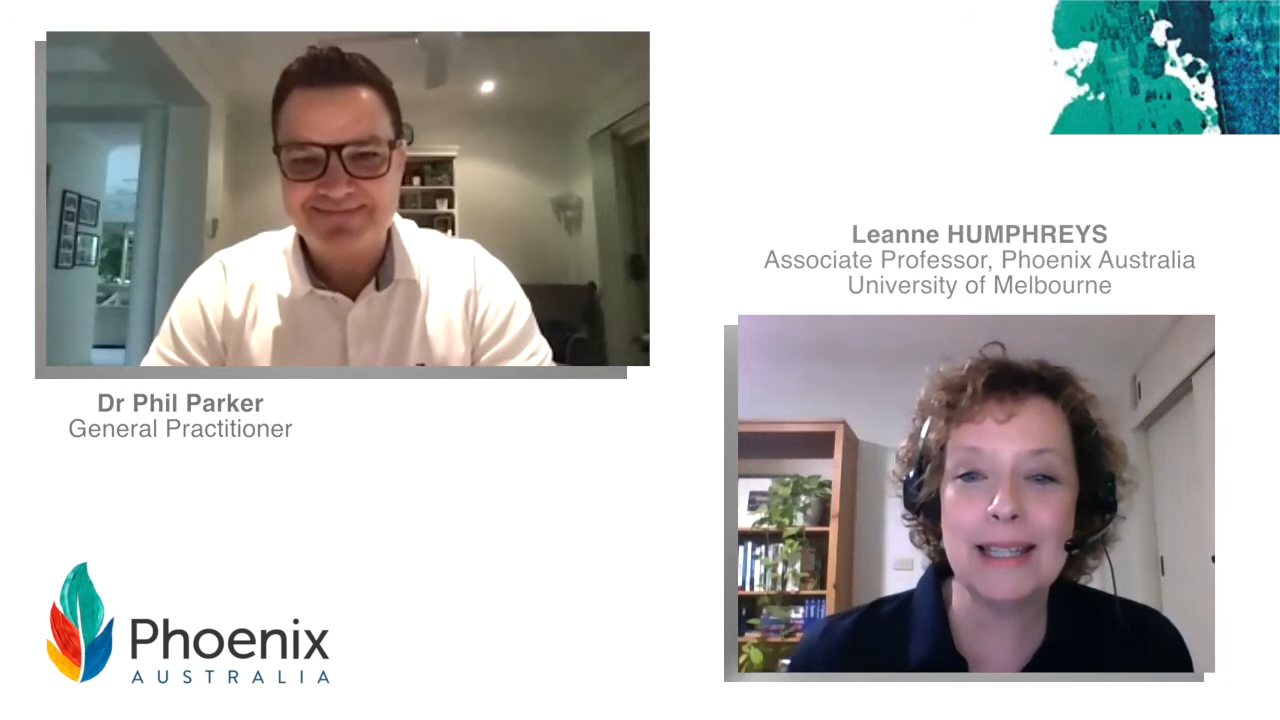 Leanne HUMPHREYS
Associate Professor, Phoenix Australia
University of Melbourne
Dr Phil Parker
General Practitioner
Phoenix
AUSTRALIA